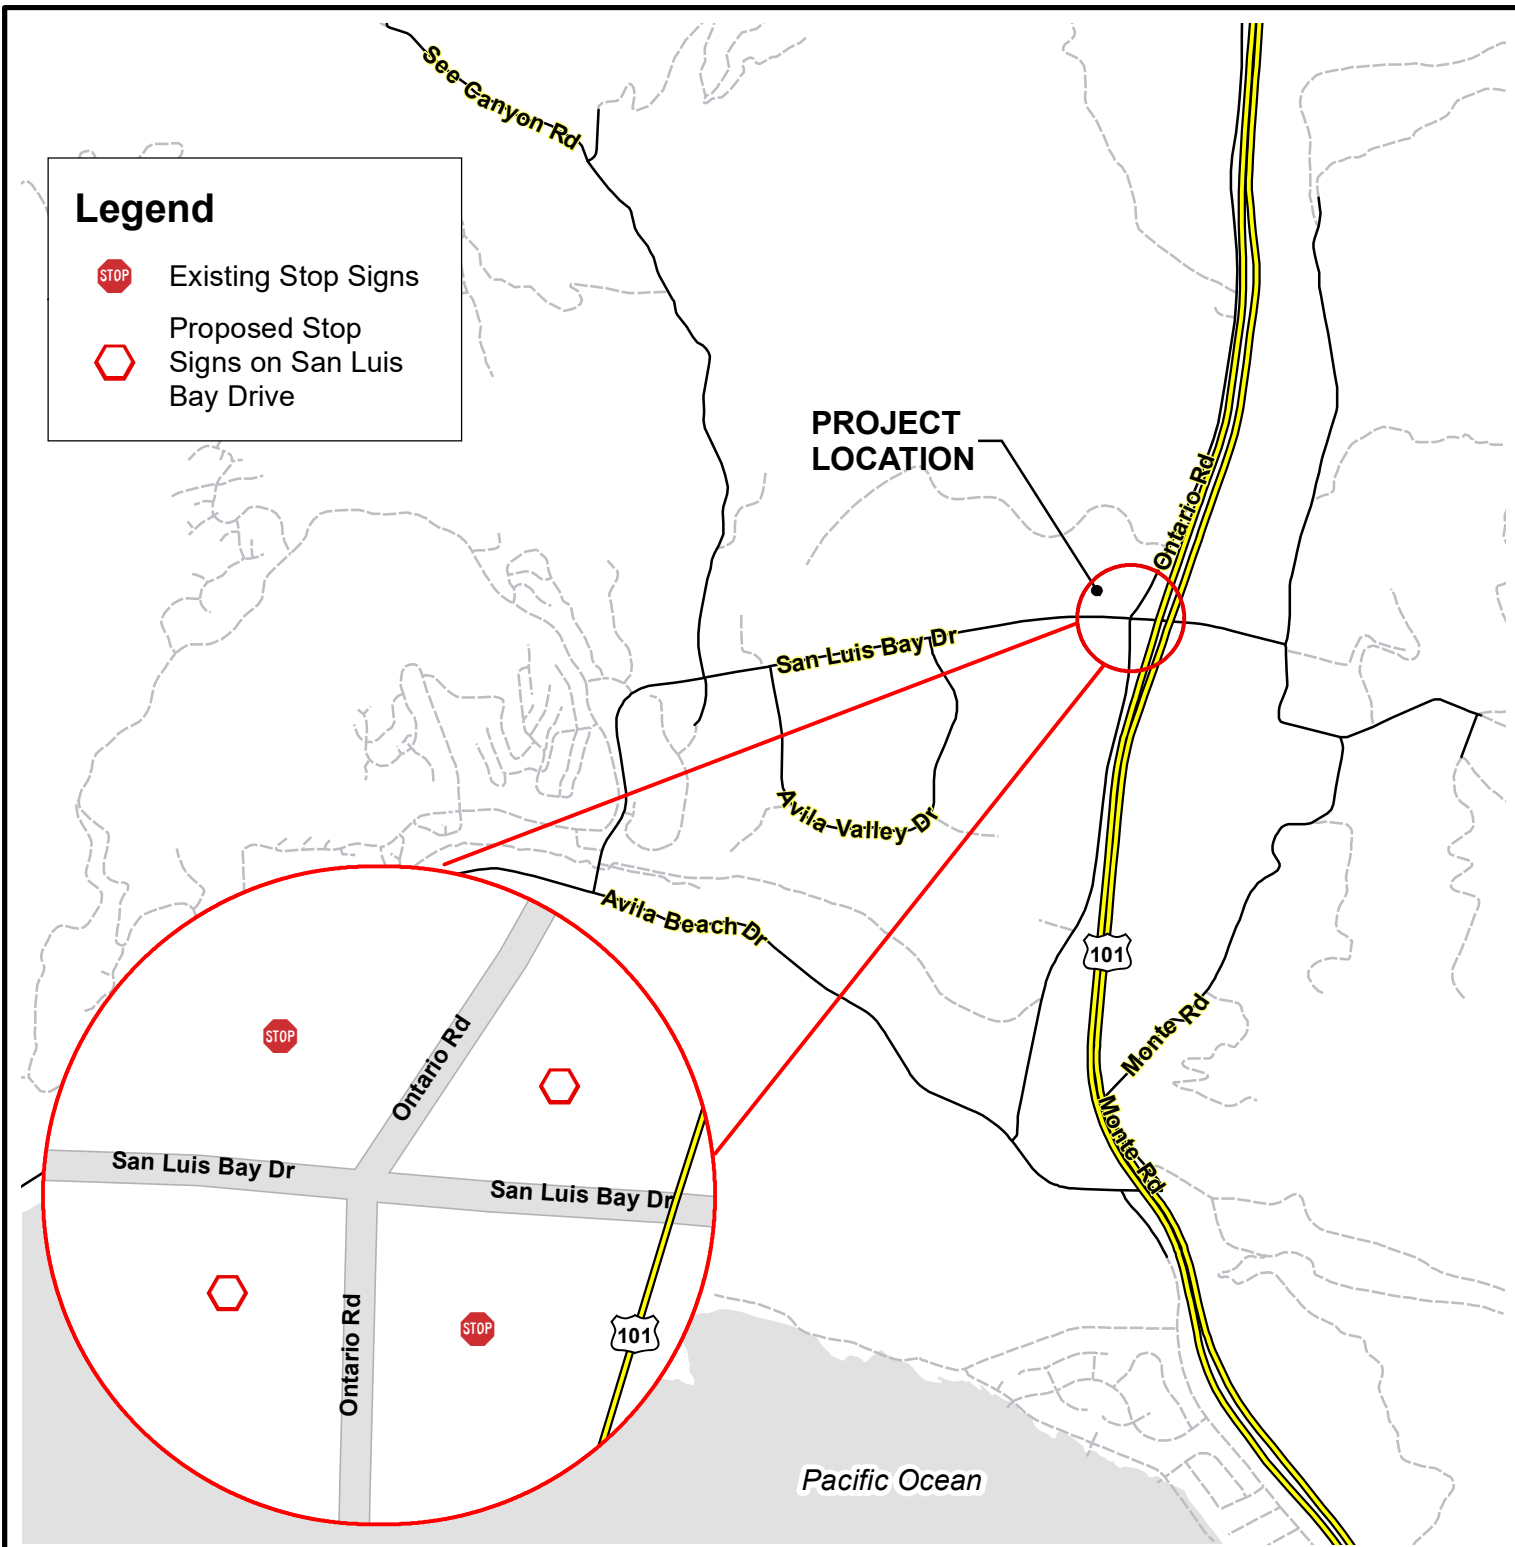 See Canyon Rd
Legend
STOP
Existing Stop Signs
Proposed Stop
Signs on San Luis
Bay Drive
PROJECT
LOCATION
Ontario Rd
San Luis Bay Dr
Avila Valley Dr
Avila Beach Dr
101
Monte Rd
Monte Rd
STOP
Ontario Rd
San Luis Bay Dr
San Luis Bay Dr
Ontario Rd
STOP
101
Pacific Ocean